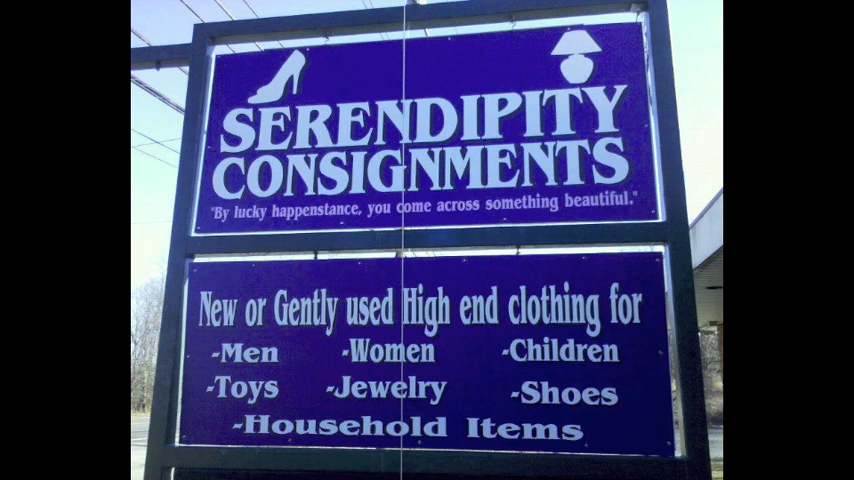 SERENDIPITY
CONSIGNMENTS
"By lucky happenstance, you come across something beautiful."
New or Gently used High end clothing for
-Men -Women -Children
-Toys -Jewelry -Shoes
-Household Items